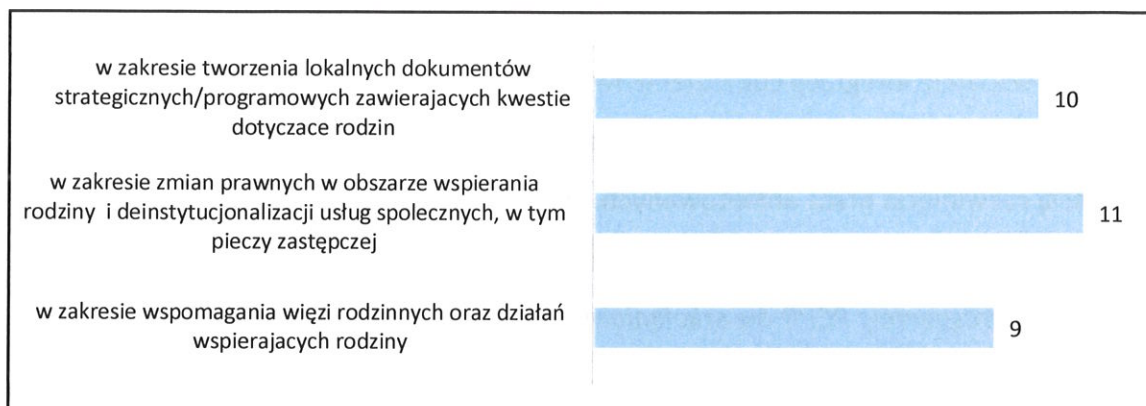 w zakresie tworzenia lokalnych dokumentów
strategicznych/programowych zawierajacych kwestie
dotyczace rodzin
10
w zakresie zmian prawnych w obszarze wspierania
rodziny i deinstytucjonalizacji usług społecznych, w tym
pieczy zastępczej
11
w zakresie wspomagania więzi rodzinnych oraz działań
wspierajacych rodziny
9